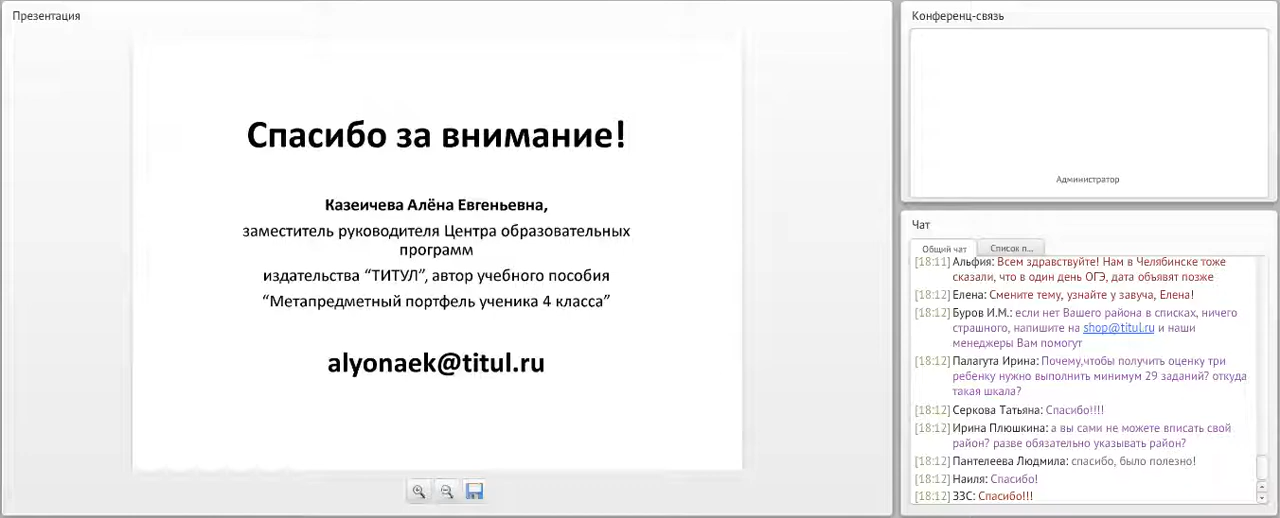 Презентация
Спасибо за внимание!
Казеичева Алёна Евгеньевна,
заместитель руководителя Центра образовательных
программ
издательства “ТИТУЛ”, автор учебного пособия
“Метапредметный портфель ученика 4 класса”
alyonaek@titul.ru
Конференц-связь
Администратор
Чат
Общий чат
Список п...
[18:11] Альфия: Всем здравствуйте! Нам в Челябинске тоже
сказали, что в один день ОГЭ, дата объявят позже
[18:12] Елена: Смените тему, узнайте у завуча, Елена!
[18:12] Буров И.М.: если нет Вашего района в списках, ничего
страшного, напишите на shop@titul.ru и наши
менеджеры Вам помогут
[18:12] Палагута Ирина: Почему,чтобы получить оценку три
ребенку нужно выполнить минимум 29 заданий? откуда
такая шкала?
[18:12] Серкова Татьяна: Спасибо!!!!
[18:12] Ирина Плюшкина: а вы сами не можете вписать свой
район? разве обязательно указывать район?
[18:12] Пантелеева Людмила: спасибо, было полезно!
[18:12] Наиля: Спасибо!
[18:12] ЗЗС: Спасибо!!!